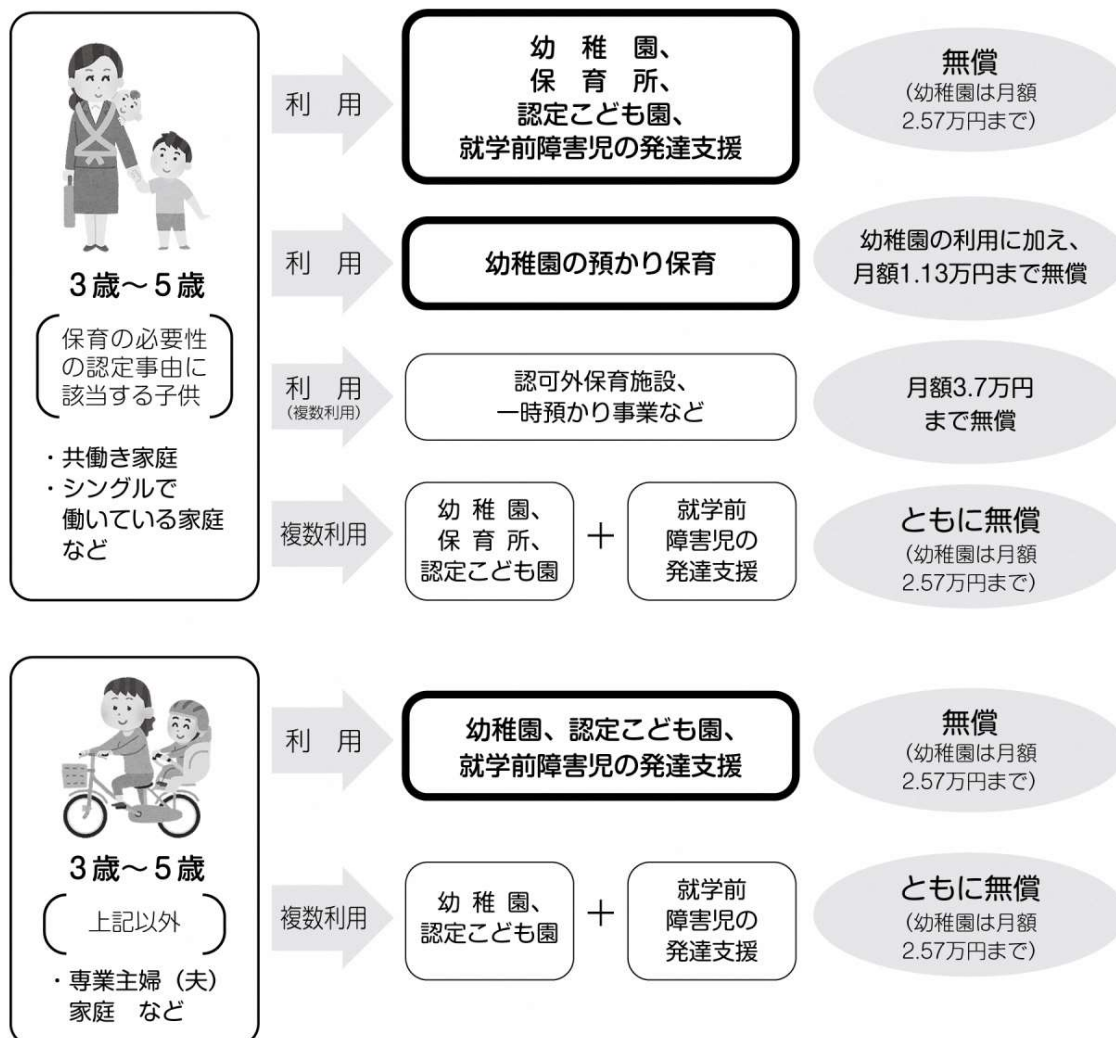 3歳～5歳
保育の必要性
の認定事由に
該当する子供
・共働き家庭
・シングルで
働いている家庭
など
利　用
幼　稚　園、
保　育　所、
認定こども園、
就学前障害児の発達支援
無償
(幼稚園は月額
2.57万円まで)
利　用
幼稚園の預かり保育
幼稚園の利用に加え、
月額1.13万円まで無償
利　用
(複数利用)
認可外保育施設、
一時預かり事業など
月額3.7万円
まで無償
複数利用
幼　稚　園、
保　育　所、
認定こども園
＋
就学前
障害児の
発達支援
ともに無償
(幼稚園は月額
2.57万円まで)
3歳～5歳
上記以外
・専業主婦（夫）
家庭　など
利　用
幼稚園、認定こども園、
就学前障害児の発達支援
無償
(幼稚園は月額
2.57万円まで)
複数利用
幼　稚　園、
認定こども園
＋
就学前
障害児の
発達支援
ともに無償
(幼稚園は月額
2.57万円まで)